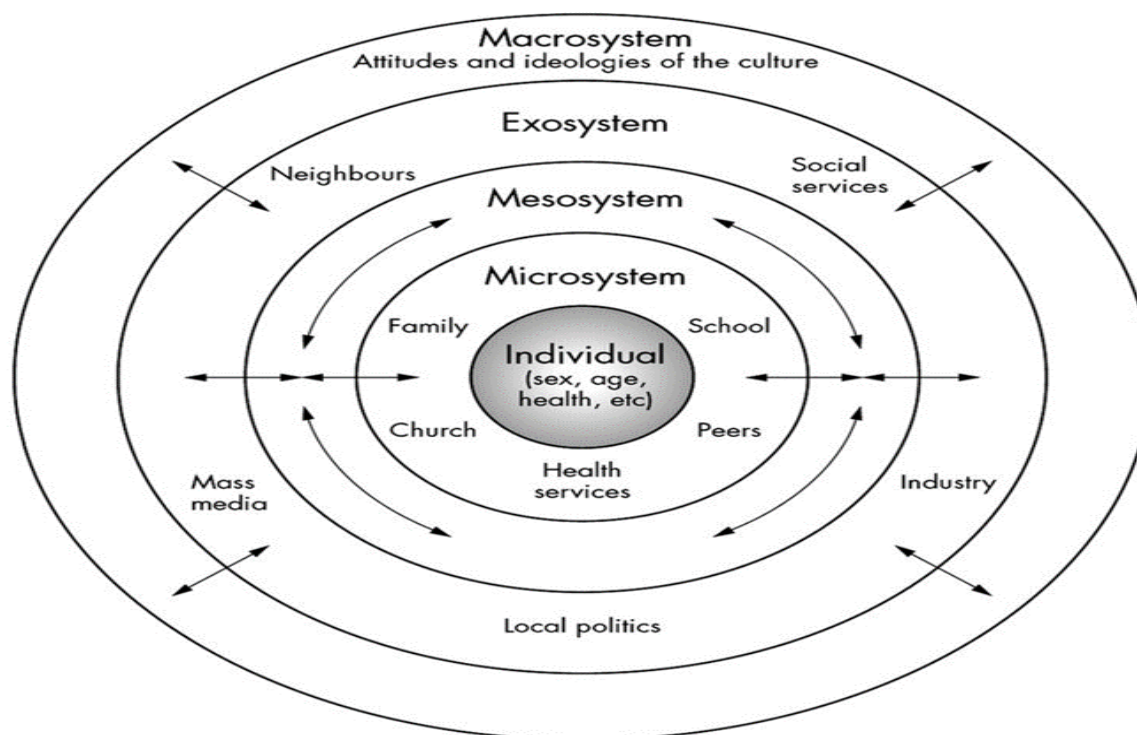 Macrosystem
Attitudes and ideologies of the culture
Exosystem
Neighbours
Social
services
Mesosystem
Microsystem
Family
School
Individual
(sex, age,
health, etc)
Church
Peers
Health
services
Mass
media
Industry
Local politics